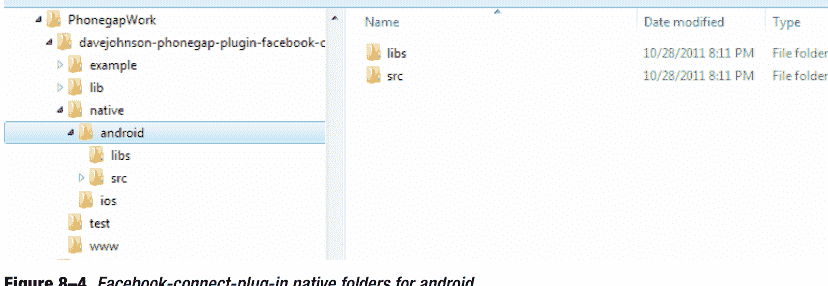 PhonegapWork
davejohnson-phonegap-plugin-facebook-c
example
lib
native
android
libs
src
ios
test
www
Name Date modified Type
libs 10/28/2011 8:11 PM File folder
src 10/28/2011 8:11 PM File folder
Figure 8–4. Facebook-connect-plug-in native folders for android